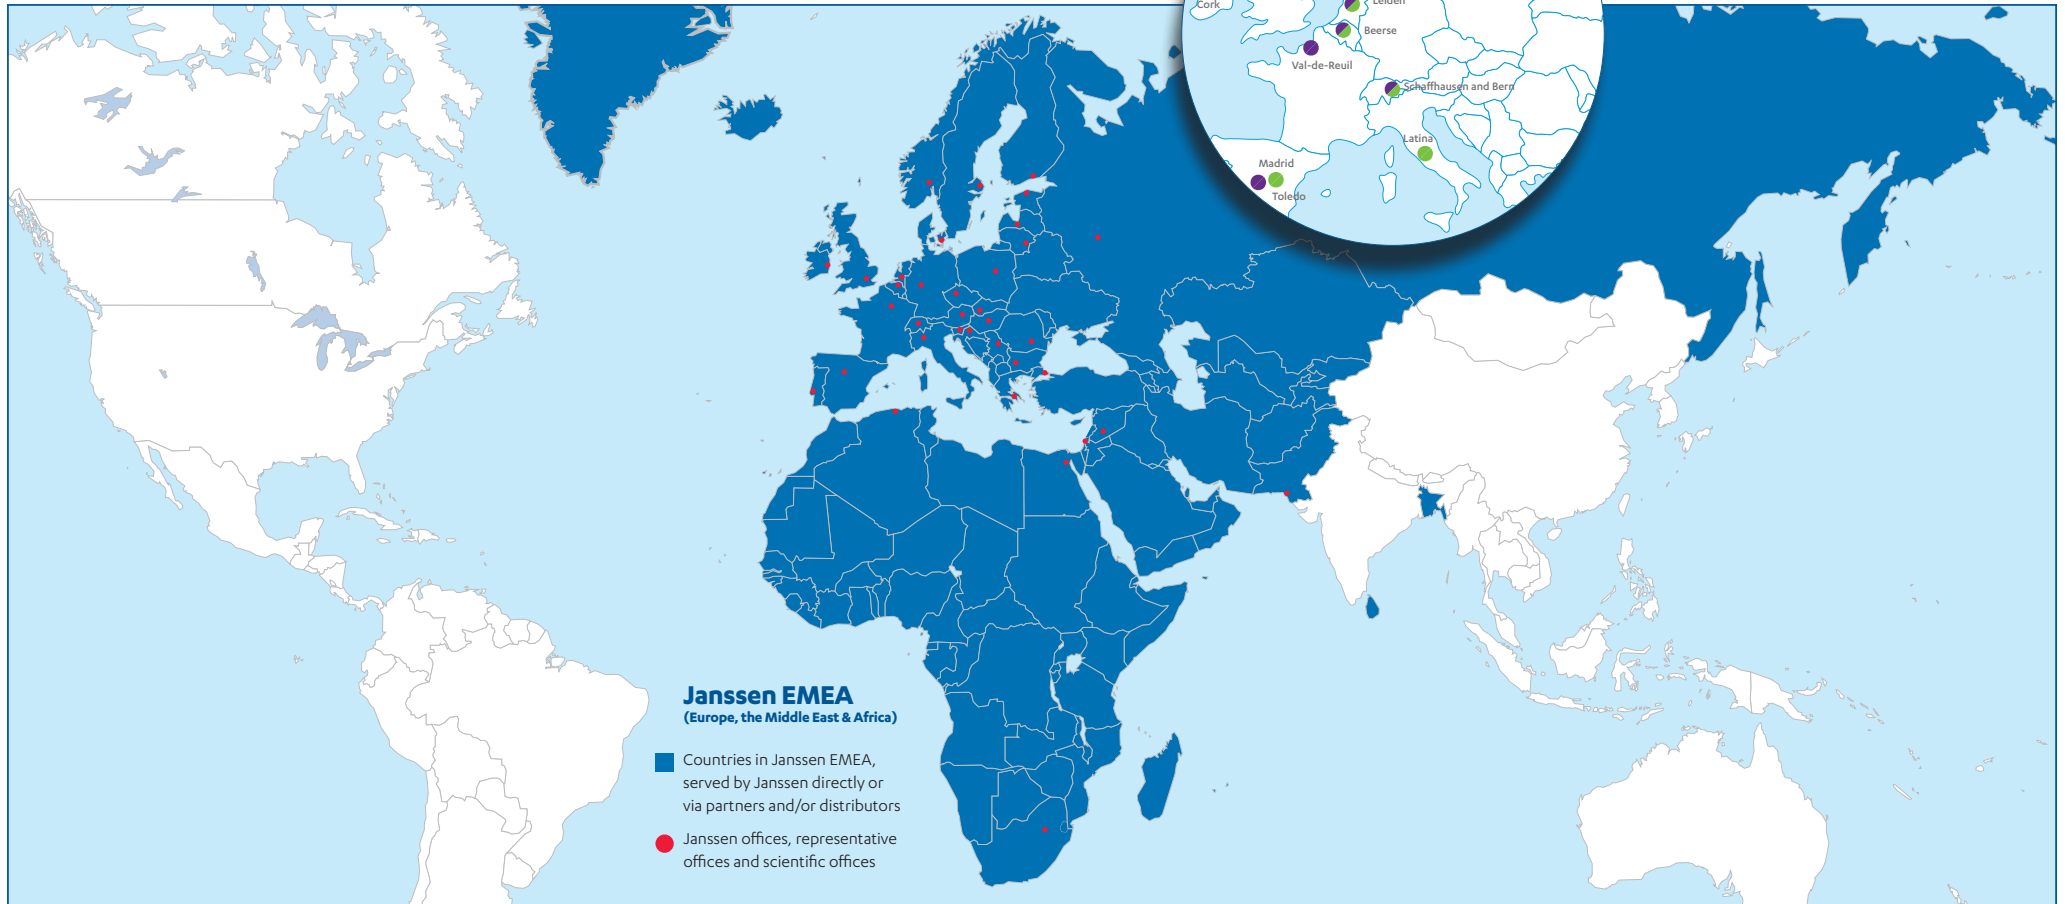 Cork
Leiden
Beerse
Val-de-Reuil
Schaffhausen and Bern
Latina
Madrid
Toledo
Janssen EMEA
(Europe, the Middle East & Africa)
Countries in Janssen EMEA,
served by Janssen directly or
via partners and/or distributors
Janssen offices, representative
offices and scientific offices